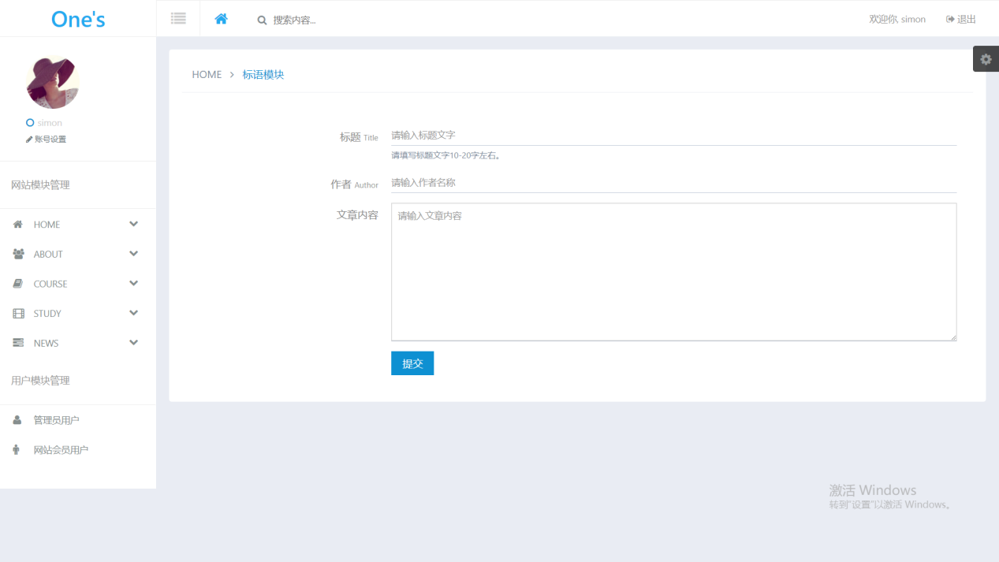 One's
搜索内容...
欢迎你, simon
退出
simon
账号设置
网站模块管理
HOME
ABOUT
COURSE
STUDY
NEWS
用户模块管理
管理员用户
网站会员用户
HOME > 标语模块
标题 Title
请输入标题文字
请填写标题文字10-20字左右。
作者 Author
请输入作者名称
文章内容
请输入文章内容
提交
激活 Windows
转到"设置"以激活 Windows。